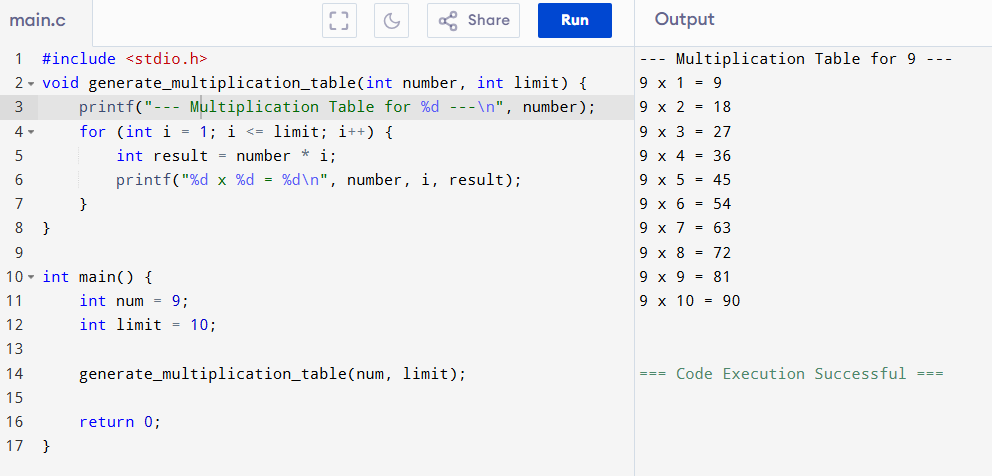 main.c
Share
Run
Output
1 #include <stdio.h>
2 void generate_multiplication_table(int number, int limit) {
3     printf("--- Multiplication Table for %d ---\n", number);
4     for (int i = 1; i <= limit; i++) {
5         int result = number * i;
6         printf("%d x %d = %d\n", number, i, result);
7     }
8 }
9
10 int main() {
11     int num = 9;
12     int limit = 10;
13
14     generate_multiplication_table(num, limit);
15
16     return 0;
17 }
--- Multiplication Table for 9 ---
9 x 1 = 9
9 x 2 = 18
9 x 3 = 27
9 x 4 = 36
9 x 5 = 45
9 x 6 = 54
9 x 7 = 63
9 x 8 = 72
9 x 9 = 81
9 x 10 = 90
=== Code Execution Successful ===